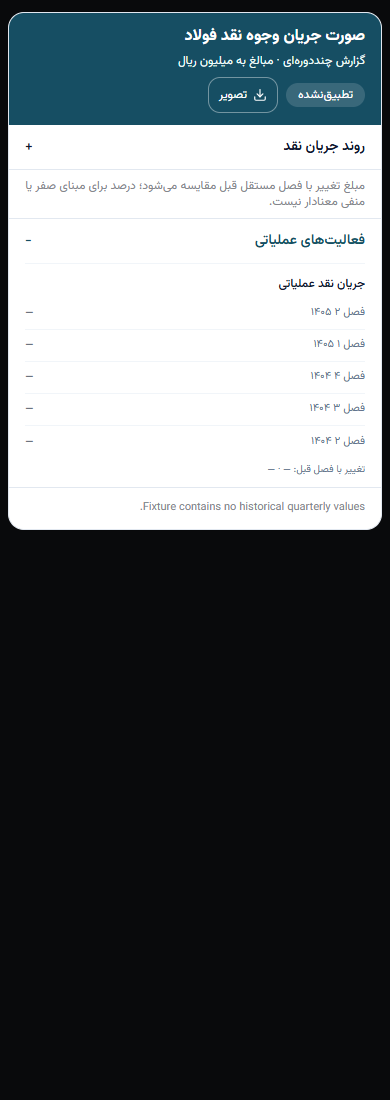 صورت جریان وجوه نقد فولاد
گزارش چنددوره‌ای · مبالغ به میلیون ریال
تطبیق‌نشده
تصویر
روند جریان نقد
+
مبلغ تغییر با فصل مستقل قبل مقایسه می‌شود؛ درصد برای مبنای صفر یا
منفی معنادار نیست.
فعالیت‌های عملیاتی
−
جریان نقد عملیاتی
فصل ۲ ۱۴۰۵ —
فصل ۱ ۱۴۰۵ —
فصل ۴ ۱۴۰۴ —
فصل ۳ ۱۴۰۴ —
فصل ۲ ۱۴۰۴ —
تغییر با فصل قبل: — · —
Fixture contains no historical quarterly values.